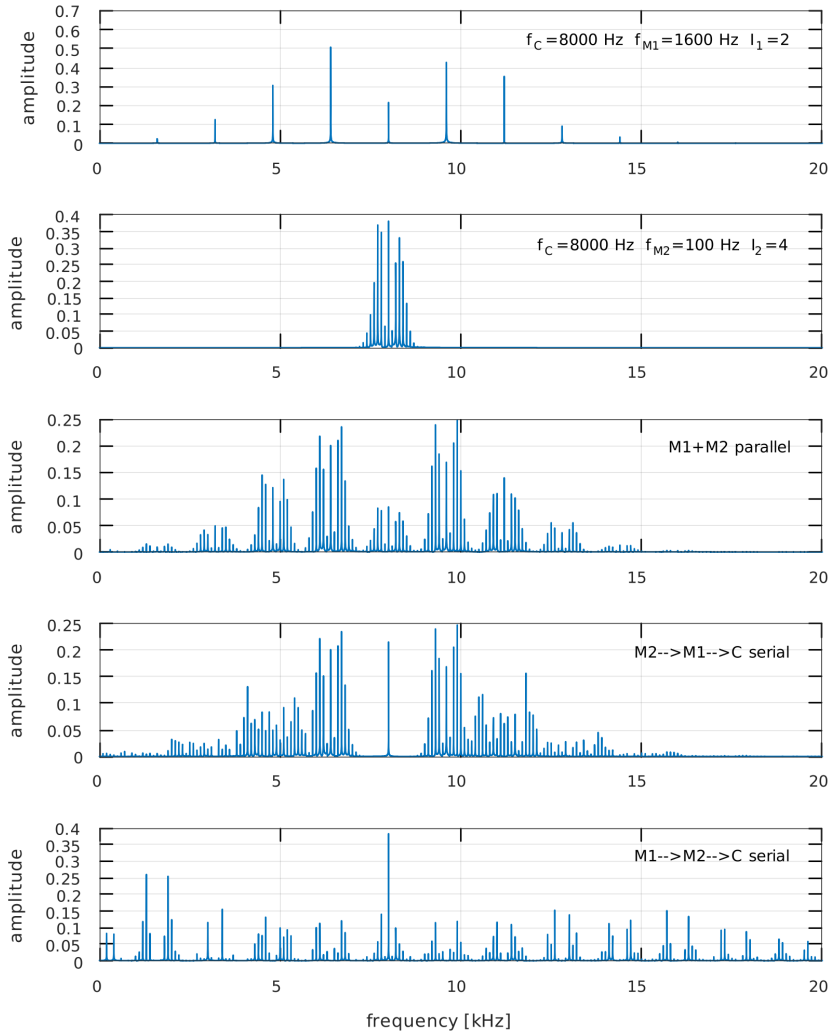 0.7
0.6
0.5
0.4
0.3
0.2
0.1
0
amplitude
f_C=8000 Hz f_M1=1600 Hz I_1=2
0 5 10 15 20
0.4
0.35
0.3
0.25
0.2
0.15
0.1
0.05
0
amplitude
f_C=8000 Hz f_M2=100 Hz I_2=4
0 5 10 15 20
0.25
0.2
0.15
0.1
0.05
0
amplitude
M1+M2 parallel
0 5 10 15 20
0.25
0.2
0.15
0.1
0.05
0
amplitude
M2-->M1-->C serial
0 5 10 15 20
0.4
0.35
0.3
0.25
0.2
0.15
0.1
0.05
0
amplitude
M1-->M2-->C serial
0 5 10 15 20
frequency [kHz]